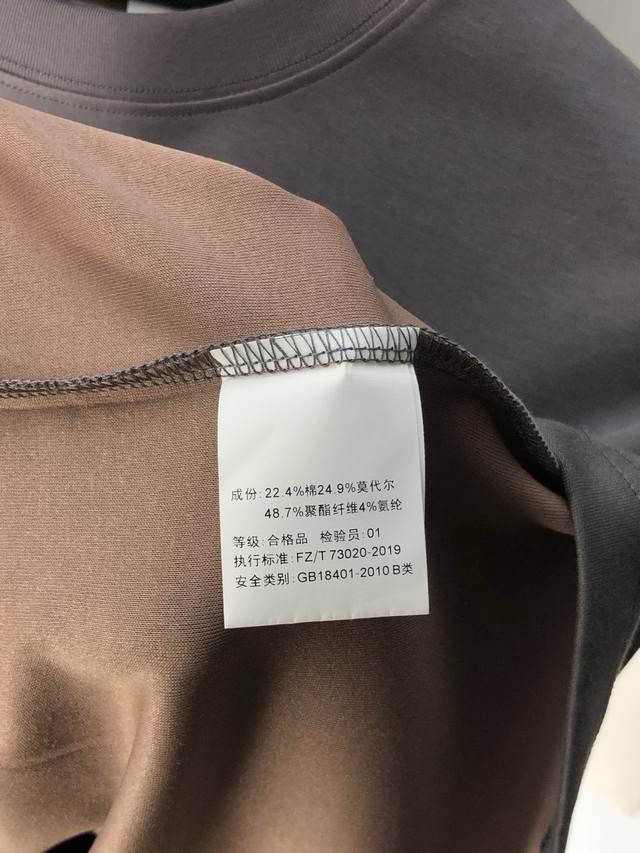 成份: 22.4%棉24.9%莫代尔
48.7%聚酯纤维4%氨纶
等级: 合格品 检验员: 01
执行标准: FZ/T 73020-2019
安全类别: GB18401-2010 B类